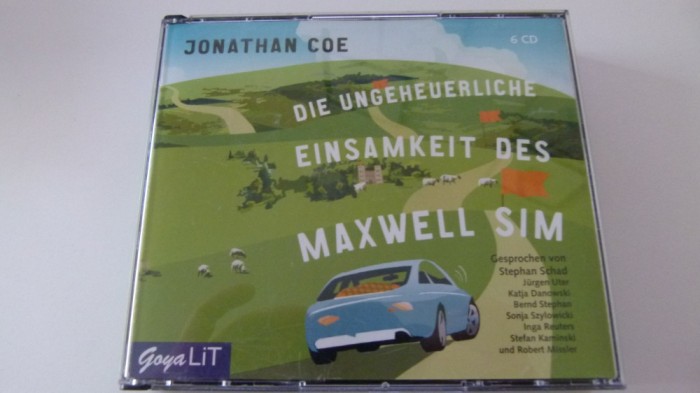 JONATHAN COE
6 CD
DIE UNGEHEUERLICHE
EINSAMKEIT DES
MAXWELL SIM
Gesprochen von
Stephan Schad
Jürgen Uter
Katja Danowski
Bernd Stephan
Sonja Szylowicki
Inga Reuters
Stefan Kaminski
und Robert Missler
Goya LiT